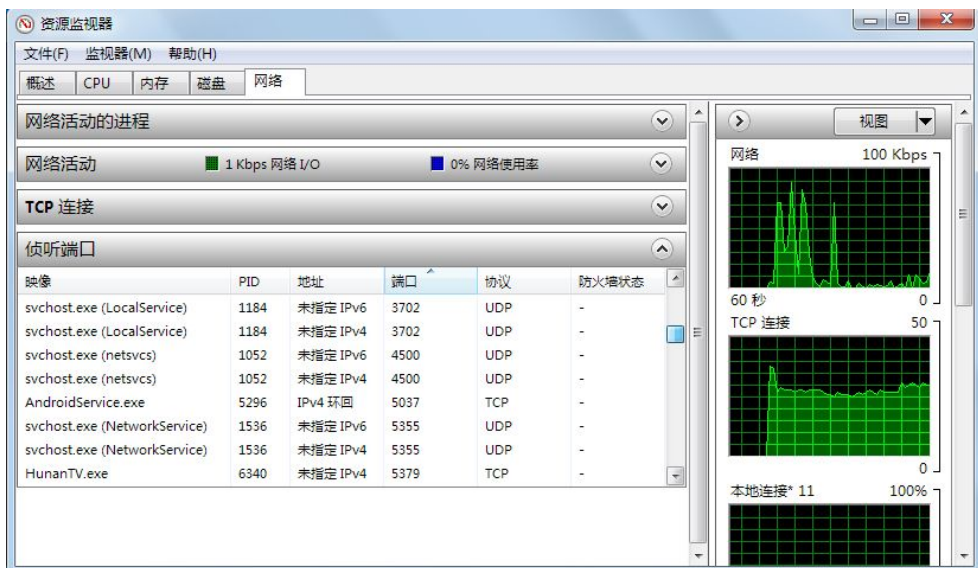 资源监视器
文件(F) 监视器(M) 帮助(H)
概述 CPU 内存 磁盘 网络
网络活动的进程
网络活动 1 Kbps 网络 I/O 0% 网络使用率
TCP 连接
侦听端口
映像 PID 地址 端口 协议 防火墙状态
svchost.exe (LocalService) 1184 未指定 IPv6 3702 UDP -
svchost.exe (LocalService) 1184 未指定 IPv4 3702 UDP -
svchost.exe (netsvcs) 1052 未指定 IPv6 4500 UDP -
svchost.exe (netsvcs) 1052 未指定 IPv4 4500 UDP -
AndroidService.exe 5296 IPv4 环回 5037 TCP -
svchost.exe (NetworkService) 1536 未指定 IPv6 5355 UDP -
svchost.exe (NetworkService) 1536 未指定 IPv4 5355 UDP -
HunanTV.exe 6340 未指定 IPv4 5379 TCP -
视图
网络 100 Kbps
60 秒 0
TCP 连接 50
0
本地连接* 11 100%